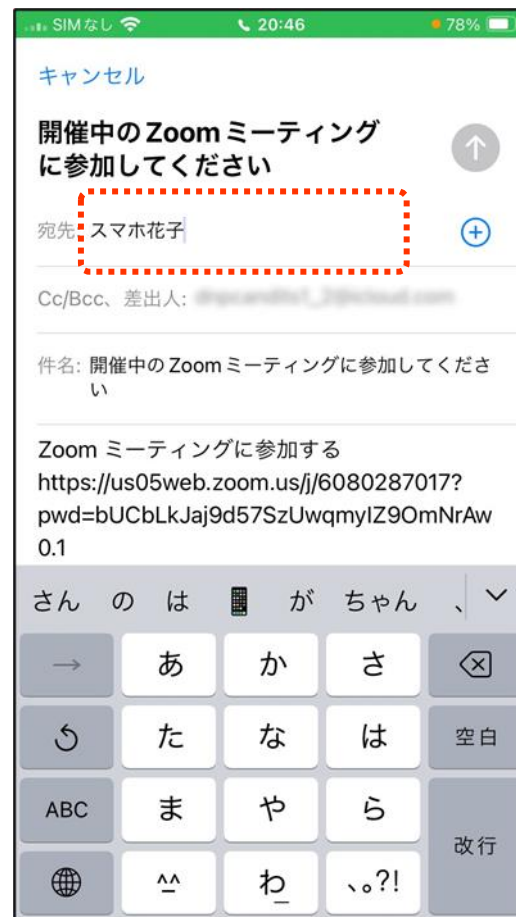 SIMなし 20:46 78%
キャンセル
開催中の Zoom ミーティング
に参加してください
宛先: スマホ花子
Cc/Bcc、差出人:
件名: 開催中の Zoom ミーティングに参加してくださ
い
Zoom ミーティングに参加する
https://us05web.zoom.us/j/6080287017?
pwd=bUCbLkJaj9d57SzUwqmyIZ9OmNrAw
0.1
さん の は が ちゃん 、
→ あ か さ
た な は 空白
ABC ま や ら
改行
^^ わ_ 、。?!